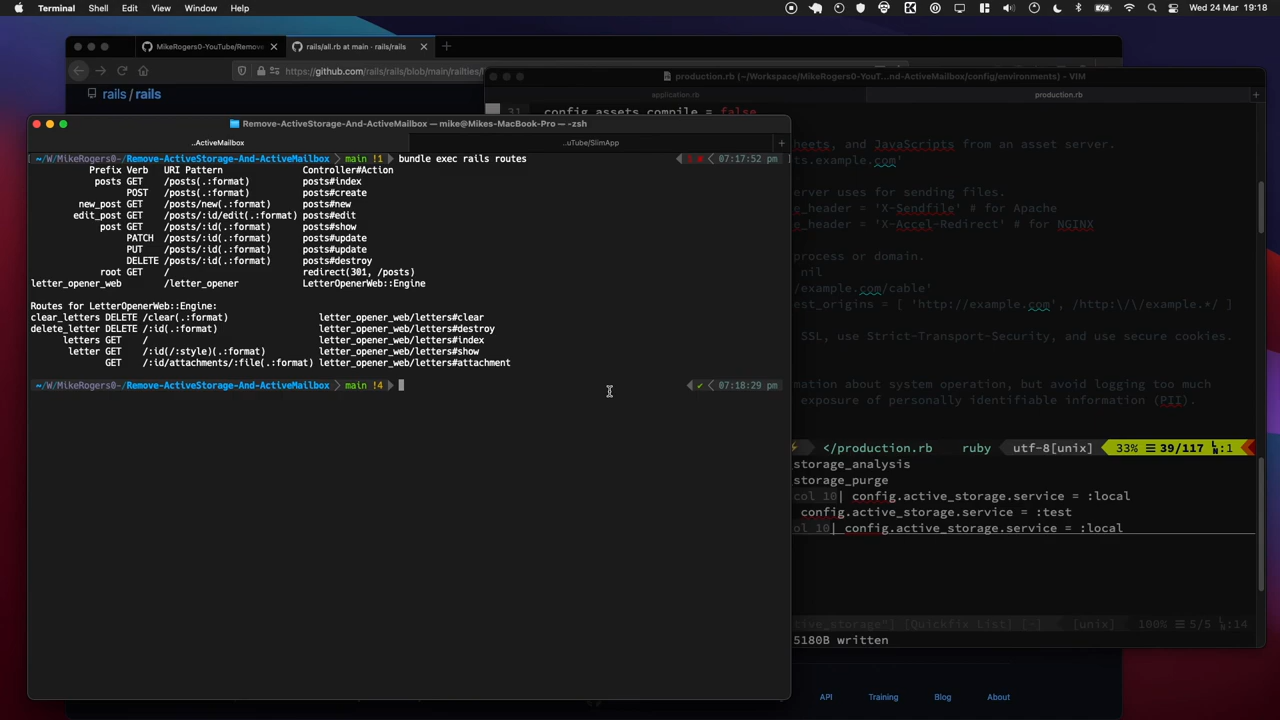 Terminal Shell Edit View Window Help Wed 24 Mar 19:18
MikeRogers0-YouTube/Remove- rails/all.rb at main · rails/rails
https://github.com/rails/rails/blob/main/railties/
rails / rails
production.rb (~/Workspace/MikeRogers0-YouT...nd-ActiveMailbox/config/environments) - VIM
application.rb production.rb
31 config.assets.compile = false
Remove-ActiveStorage-And-ActiveMailbox — mike@Mikes-MacBook-Pro — -zsh
..ActiveMailbox ..uTube/SlimApp
~/W/MikeRogers0-/Remove-ActiveStorage-And-ActiveMailbox main !1 bundle exec rails routes 07:17:52 pm
Prefix Verb URI Pattern Controller#Action
posts GET /posts(.:format) posts#index
POST /posts(.:format) posts#create
new_post GET /posts/new(.:format) posts#new
edit_post GET /posts/:id/edit(.:format) posts#edit
post GET /posts/:id(.:format) posts#show
PATCH /posts/:id(.:format) posts#update
PUT /posts/:id(.:format) posts#update
DELETE /posts/:id(.:format) posts#destroy
root GET / redirect(301, /posts)
letter_opener_web /letter_opener LetterOpenerWeb::Engine
Routes for LetterOpenerWeb::Engine:
clear_letters DELETE /clear(.:format) letter_opener_web/letters#clear
delete_letter DELETE /:id(.:format) letter_opener_web/letters#destroy
letters GET / letter_opener_web/letters#index
letter GET /:id(/:style)(.:format) letter_opener_web/letters#show
GET /:id/attachments/:file(.:format) letter_opener_web/letters#attachment
~/W/MikeRogers0-/Remove-ActiveStorage-And-ActiveMailbox main !4 ✔ 07:18:29 pm
sheets, and JavaScripts from an asset server.
ts.example.com'
server uses for sending files.
e_header = 'X-Sendfile' # for Apache
e_header = 'X-Accel-Redirect' # for NGINX
process or domain.
nil
/example.com/cable'
est_origins = [ 'http://example.com', /http:\/\/example.*/ ]
SSL, use Strict-Transport-Security, and use secure cookies.
mation about system operation, but avoid logging too much
exposure of personally identifiable information (PII).
</production.rb ruby utf-8[unix] 33% ☰ 39/117 :1
storage_analysis
storage_purge
col 10| config.active_storage.service = :local
config.active_storage.service = :test
ol 10| config.active_storage.service = :local
tive_storage"] [Quickfix List] [-] [unix] 100% ☰ 5/5 :14
5180B written
API Training Blog About